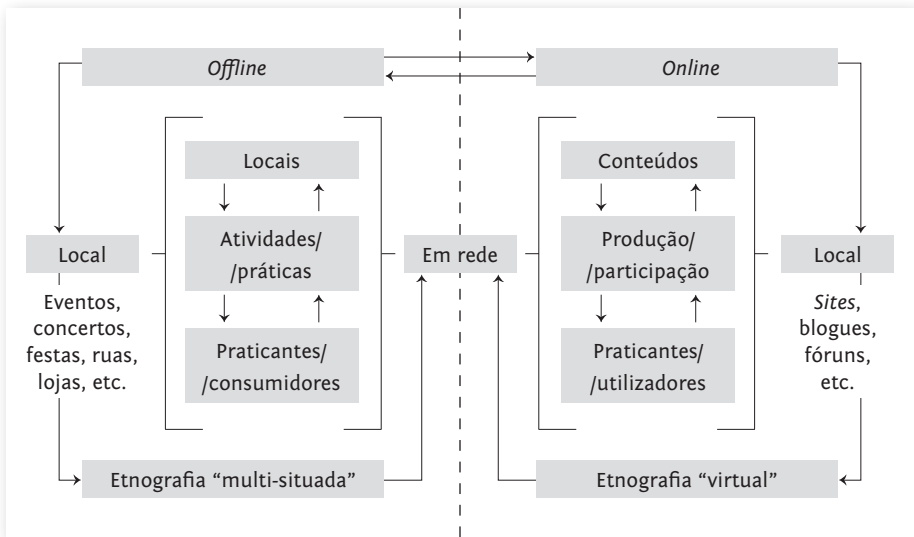 Offline
Online
Locais
Conteúdos
Local
Atividades/
/práticas
Em rede
Produção/
/participação
Local
Eventos,
concertos,
festas, ruas,
lojas, etc.
Praticantes/
/consumidores
Praticantes/
/utilizadores
Sites,
blogues,
fóruns,
etc.
Etnografia “multi-situada”
Etnografia “virtual”